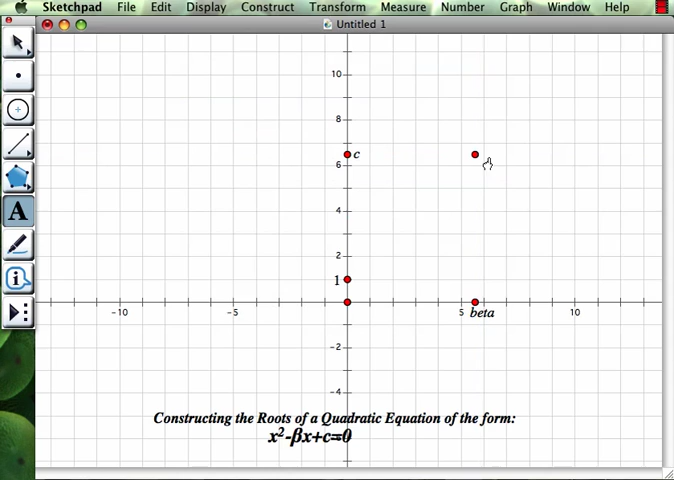 Sketchpad File Edit Display Construct Transform Measure Number Graph Window Help
Untitled 1
10
8
c
6
4
2
1
-10 -5 5 10
beta
-2
-4
A
i
Constructing the Roots of a Quadratic Equation of the form:
x²-βx+c=0